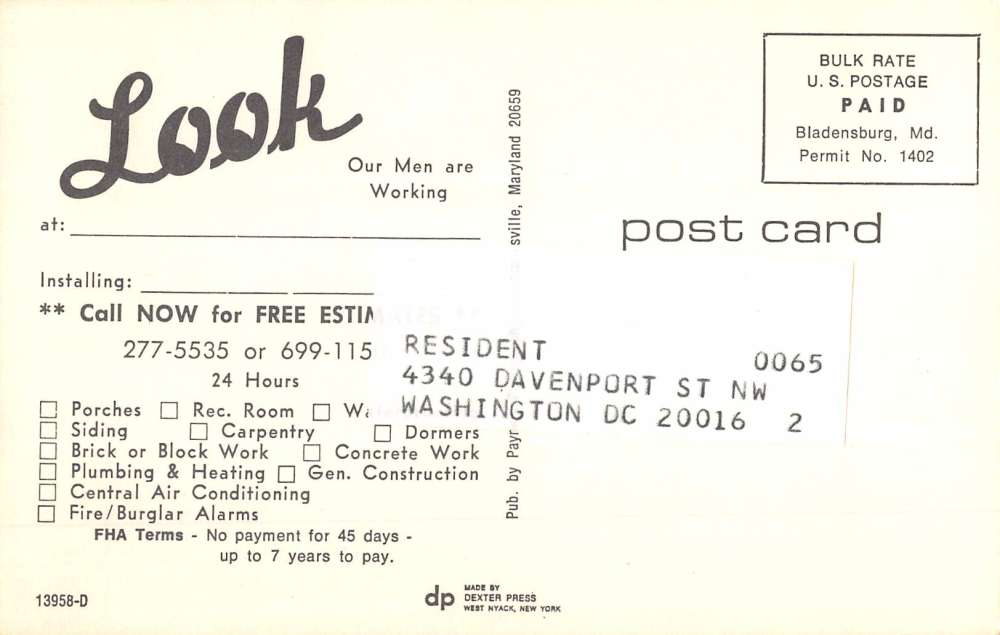 Look
Our Men are
Working
at:
Installing:
** Call NOW for FREE ESTIMATES **
277-5535 or 699-115
24 Hours
□ Porches □ Rec. Room □
□ Siding □ Carpentry □ Dormers
□ Brick or Block Work □ Concrete Work
□ Plumbing & Heating □ Gen. Construction
□ Central Air Conditioning
□ Fire/Burglar Alarms
FHA Terms - No payment for 45 days -
up to 7 years to pay.
13958-D
dp
MADE BY
DEXTER PRESS
WEST NYACK, NEW YORK
Pub. by Payr sville, Maryland 20659
BULK RATE
U. S. POSTAGE
PAID
Bladensburg, Md.
Permit No. 1402
post card
RESIDENT 0065
4340 DAVENPORT ST NW
WASHINGTON DC 20016 2